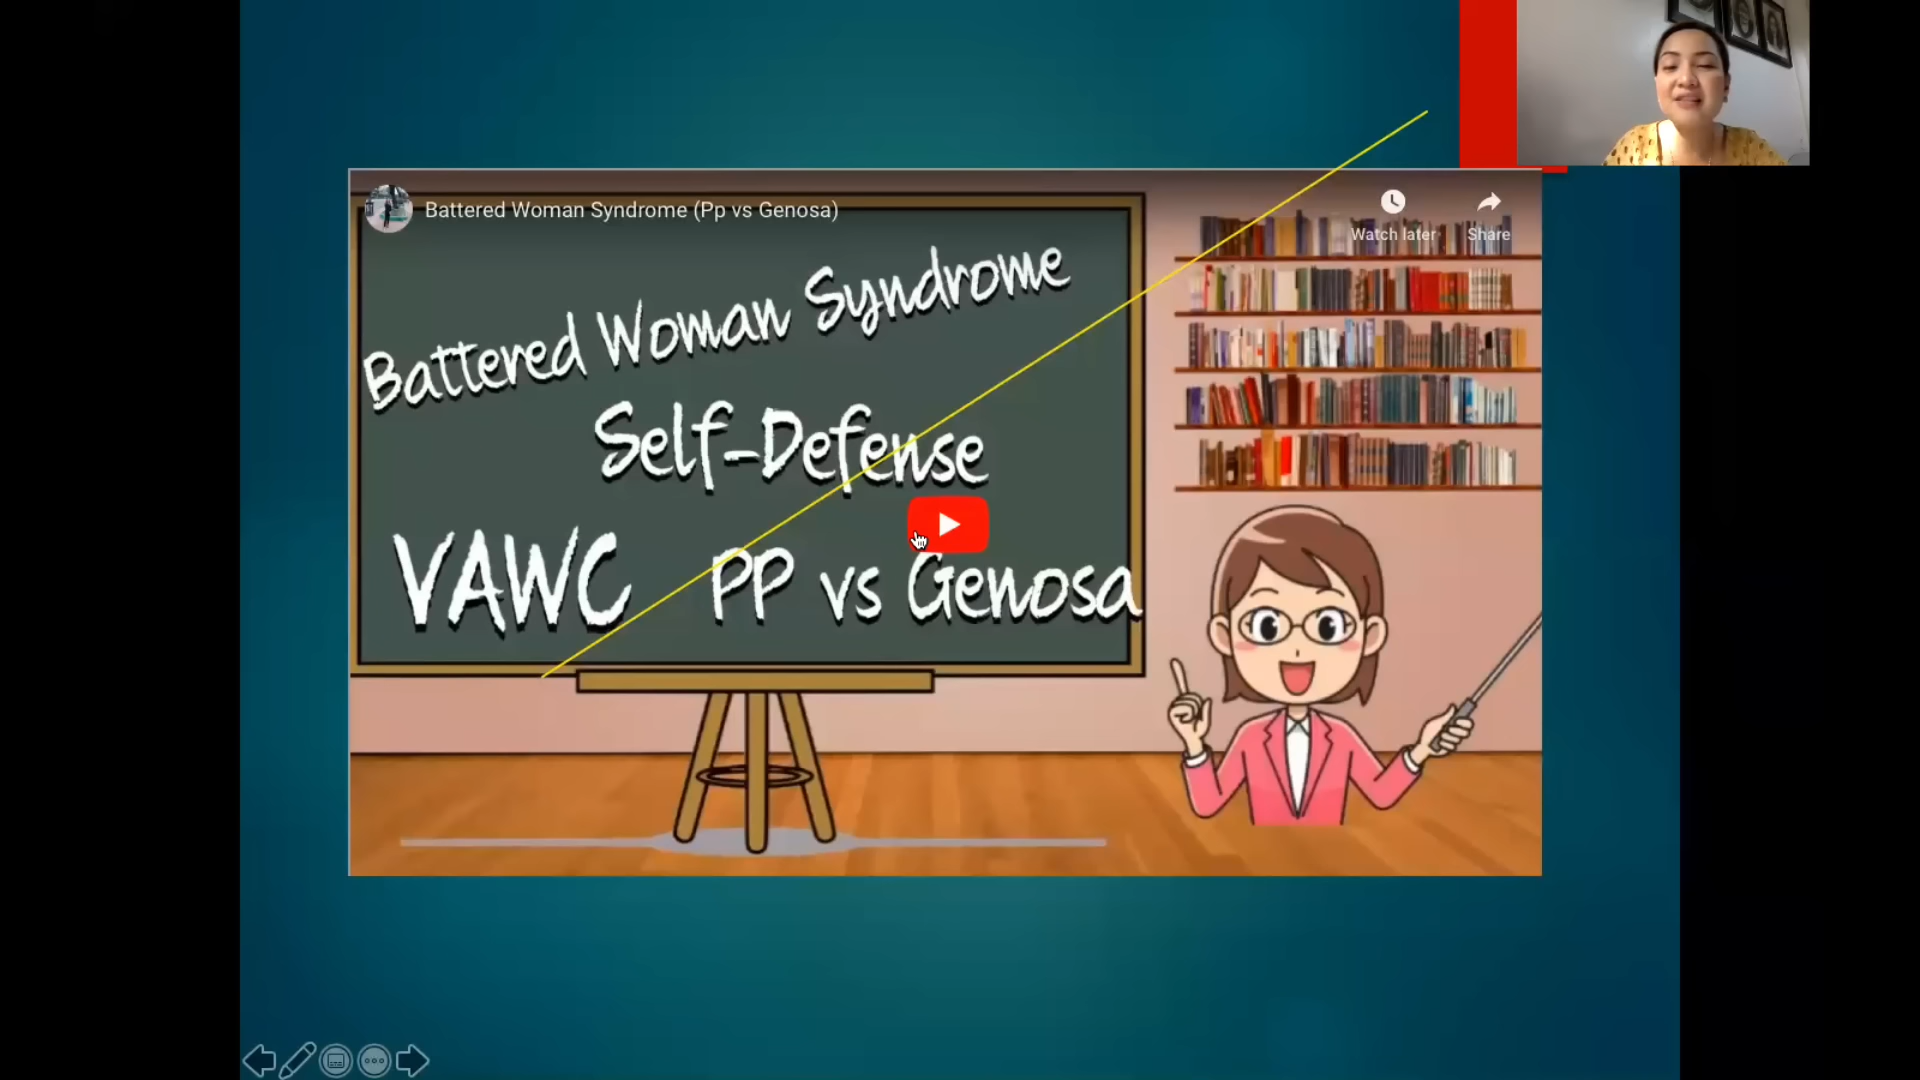 Battered Woman Syndrome (Pp vs Genosa)
Watch later
Share
Battered Woman Syndrome
Self-Defense
VAWC PP vs Genosa